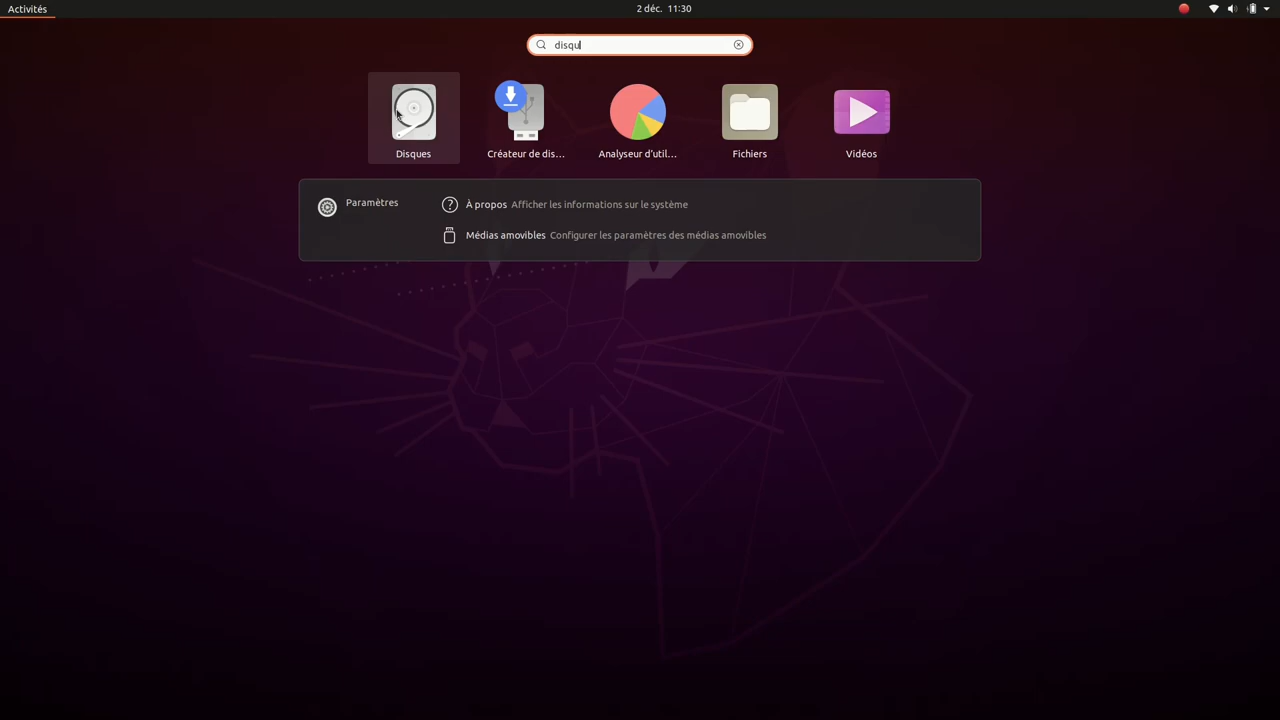 Activités
2 déc. 11:30
disqu
Disques
Créateur de dis...
Analyseur d'util...
Fichiers
Vidéos
Paramètres
À propos Afficher les informations sur le système
Médias amovibles Configurer les paramètres des médias amovibles